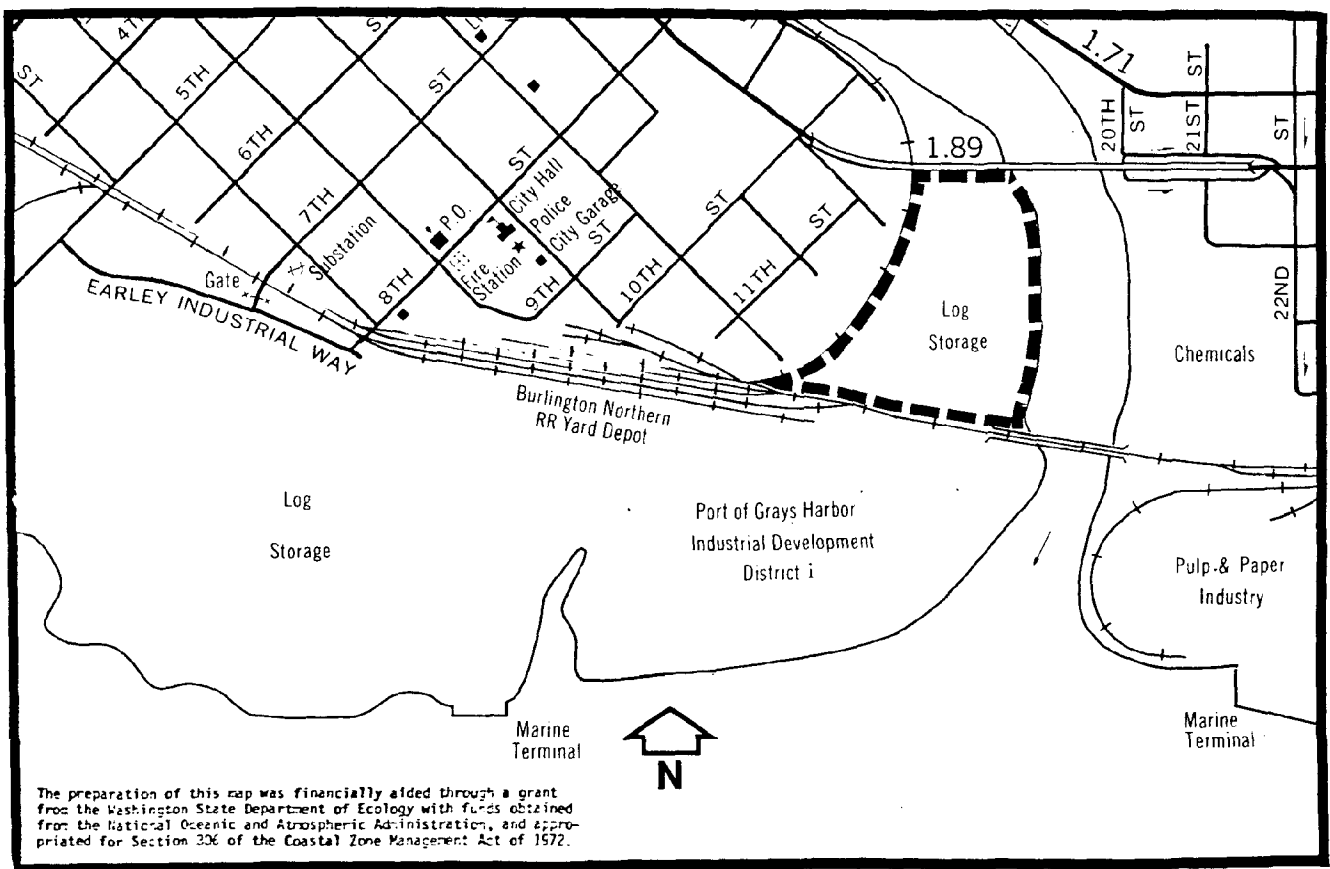 4TH
ST
5TH
6TH
7TH
ST
ST
1.71
ST
20TH
ST
21ST
ST
1.89
City Hall
Police
City Garage
P.O.
Substation
Fire
Station
8TH
9TH
ST
10TH
ST
11TH
ST
Gate
EARLEY INDUSTRIAL WAY
22ND
Log
Storage
Chemicals
Burlington Northern
RR Yard Depot
Log
Storage
Port of Grays Harbor
Industrial Development
District i
Pulp & Paper
Industry
Marine
Terminal
Marine
Terminal
N
The preparation of this map was financially aided through a grant
from the Washington State Department of Ecology with funds obtained
from the National Oceanic and Atmospheric Administration, and appro-
priated for Section 306 of the Coastal Zone Management Act of 1972.